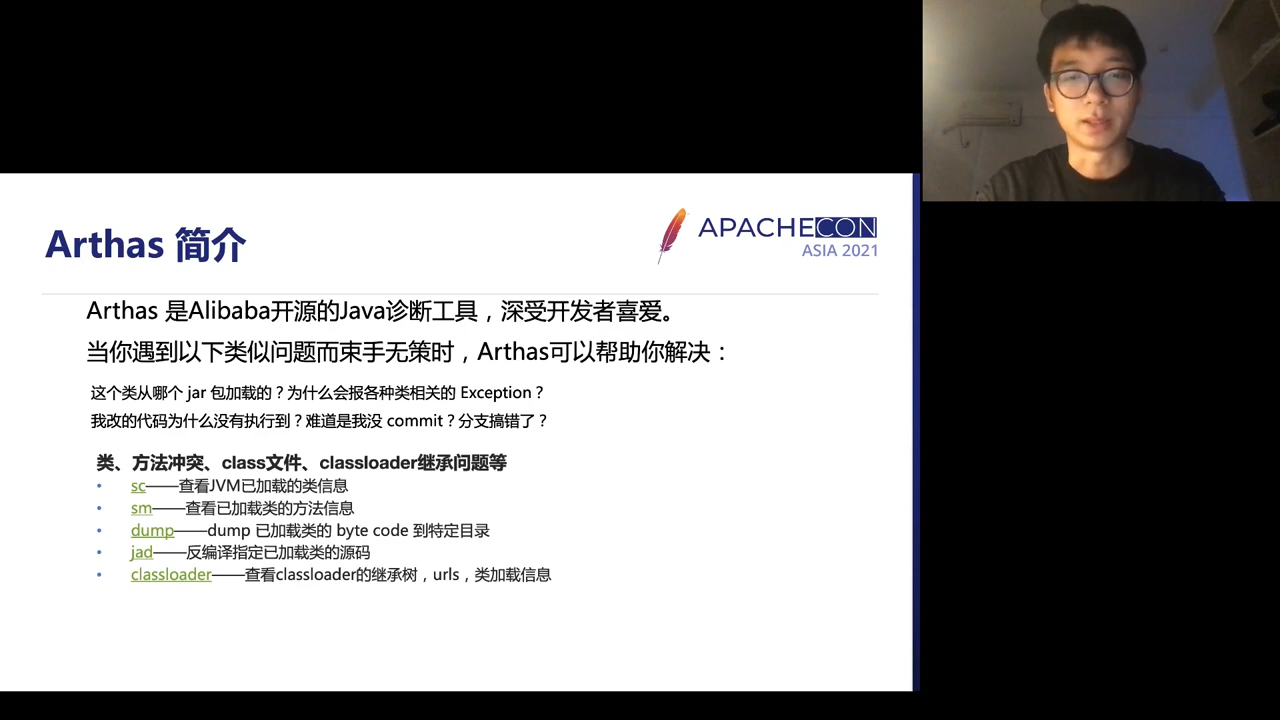 Arthas 简介
APACHECON
ASIA 2021
Arthas 是Alibaba开源的Java诊断工具，深受开发者喜爱。
当你遇到以下类似问题而束手无策时，Arthas可以帮助你解决：
这个类从哪个 jar 包加载的？为什么会报各种类相关的 Exception？
我改的代码为什么没有执行到？难道是我没 commit？分支搞错了？
类、方法冲突、class文件、classloader继承问题等
• sc——查看JVM已加载的类信息
• sm——查看已加载类的方法信息
• dump——dump 已加载类的 byte code 到特定目录
• jad——反编译指定已加载类的源码
• classloader——查看classloader的继承树，urls，类加载信息